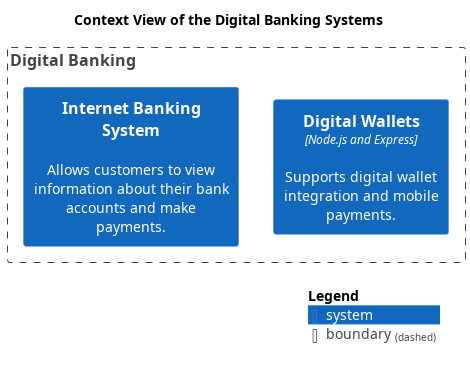 Context View of the Digital Banking Systems
Digital Banking
Internet Banking
System
Allows customers to view
information about their bank
accounts and make
payments.
Digital Wallets
[Node.js and Express]
Supports digital wallet
integration and mobile
payments.
Legend
system
boundary (dashed)